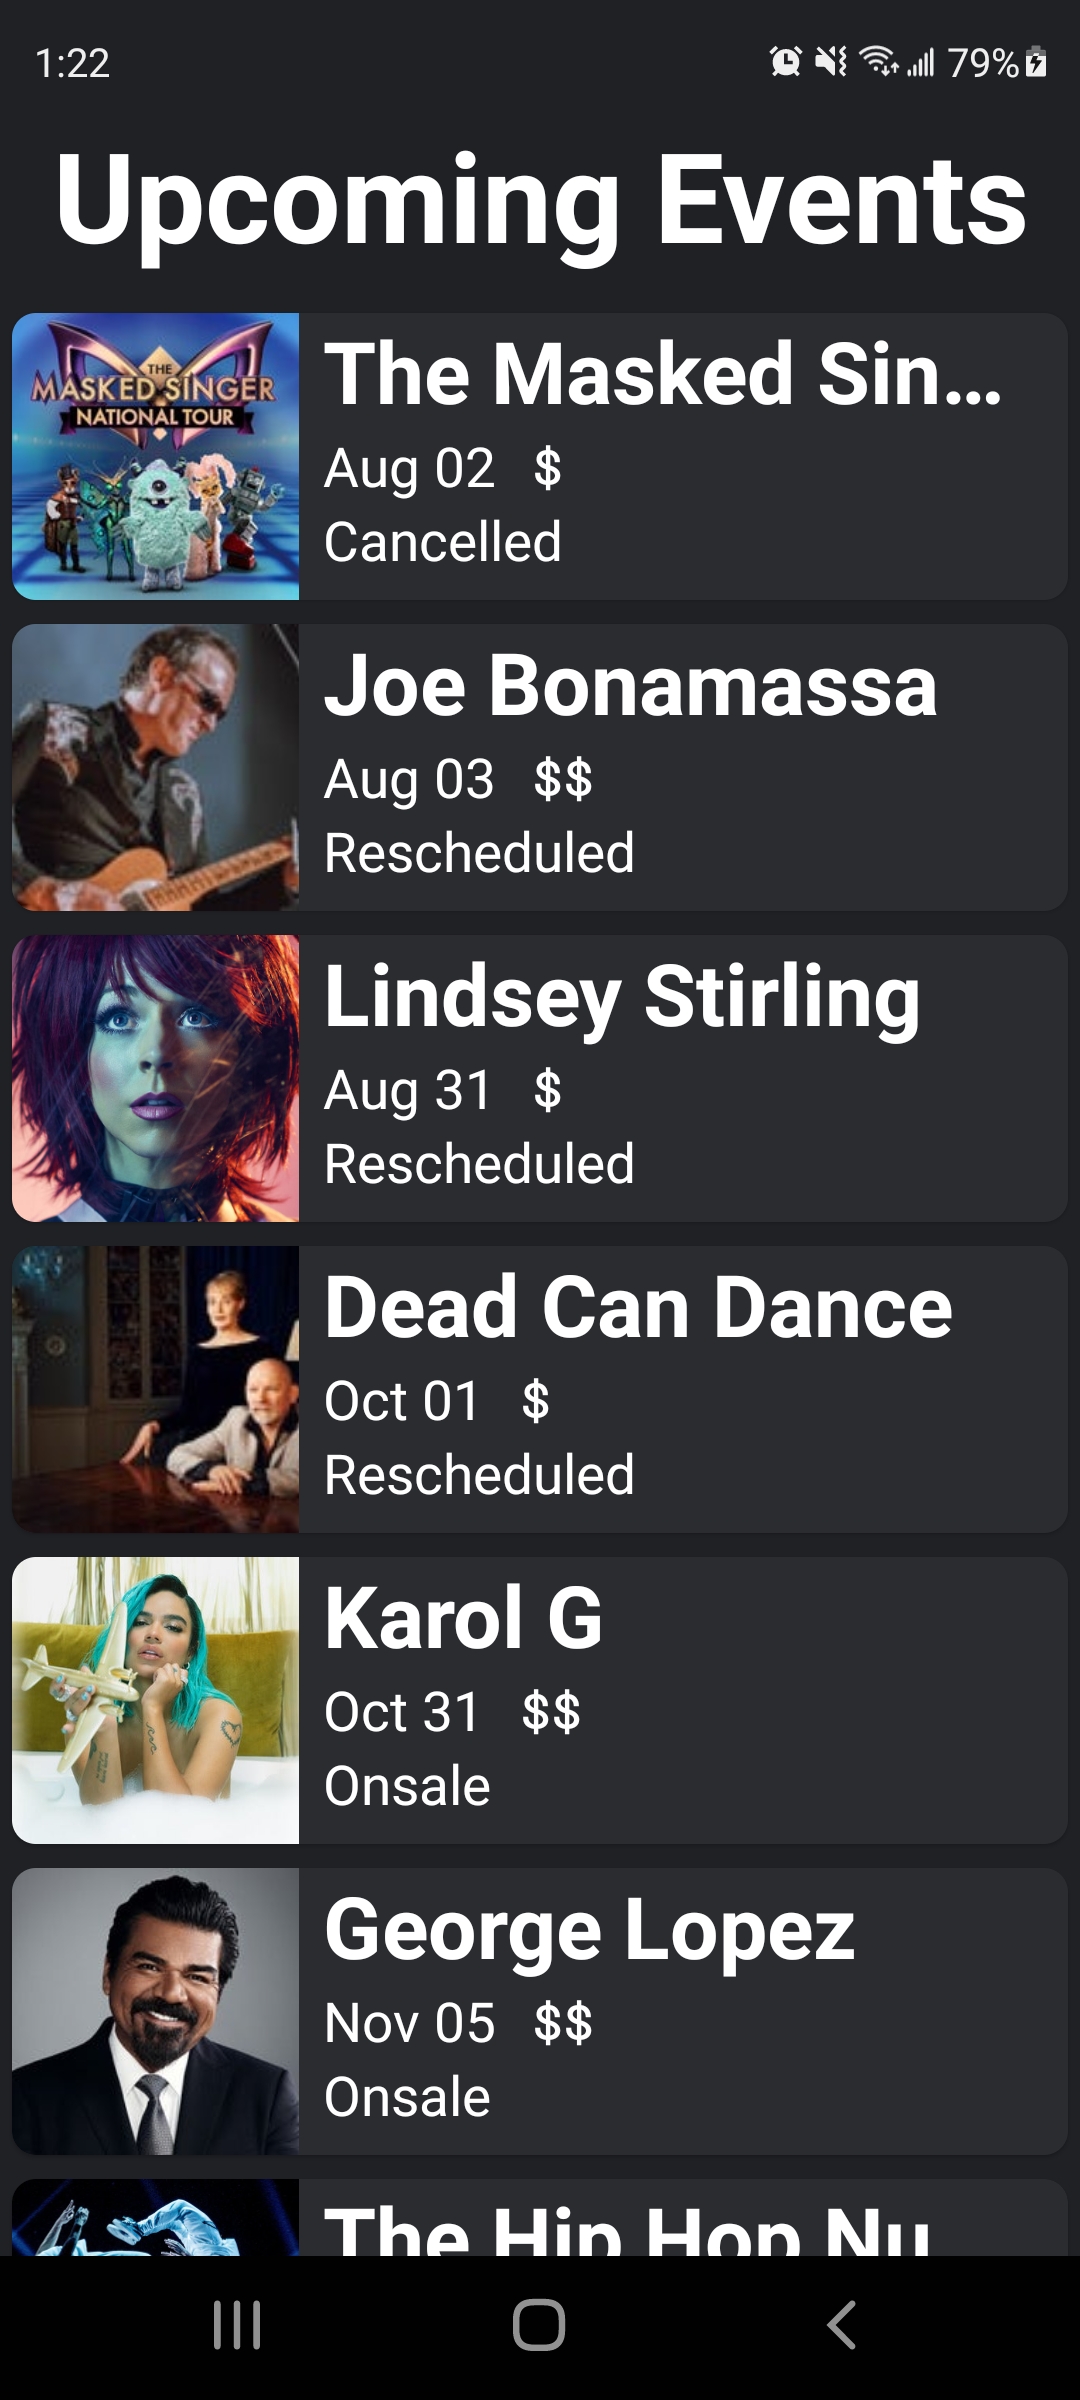 1:22
79%
Upcoming Events
THE
MASKED SINGER
NATIONAL TOUR
The Masked Sin...
Aug 02 $
Cancelled
Joe Bonamassa
Aug 03 $$
Rescheduled
Lindsey Stirling
Aug 31 $
Rescheduled
Dead Can Dance
Oct 01 $
Rescheduled
Karol G
Oct 31 $$
Onsale
George Lopez
Nov 05 $$
Onsale
The Hip Hop Nu